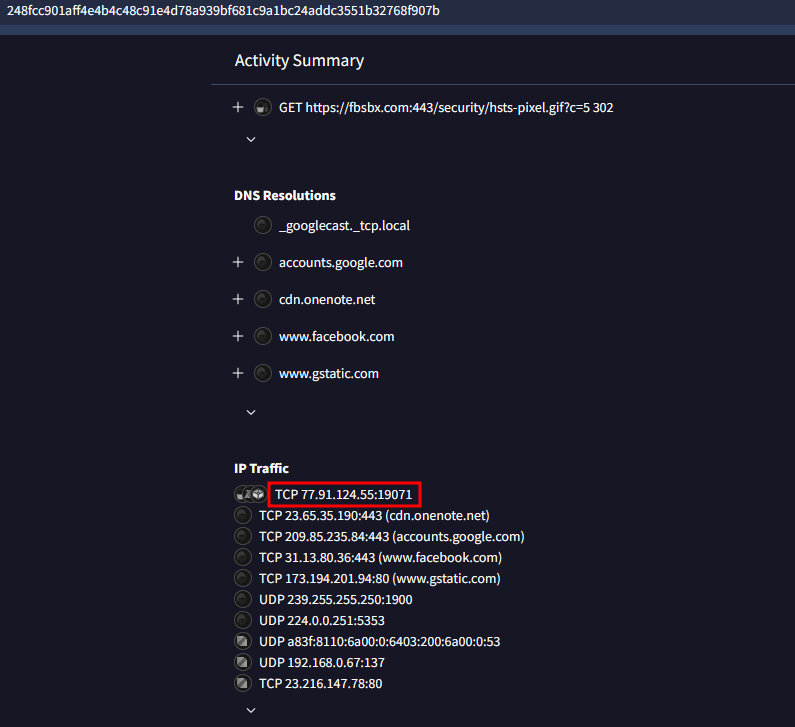 248fcc901aff4e4b4c48c91e4d78a939bf681c9a1bc24addc3551b32768f907b
Activity Summary
GET https://fbsbx.com:443/security/hsts-pixel.gif?c=5 302
DNS Resolutions
_googlecast._tcp.local
accounts.google.com
cdn.onenote.net
www.facebook.com
www.gstatic.com
IP Traffic
TCP 77.91.124.55:19071
TCP 23.65.35.190:443 (cdn.onenote.net)
TCP 209.85.235.84:443 (accounts.google.com)
TCP 31.13.80.36:443 (www.facebook.com)
TCP 173.194.201.94:80 (www.gstatic.com)
UDP 239.255.255.250:1900
UDP 224.0.0.251:5353
UDP a83f:8110:6a00:0:6403:200:6a00:0:53
UDP 192.168.0.67:137
TCP 23.216.147.78:80